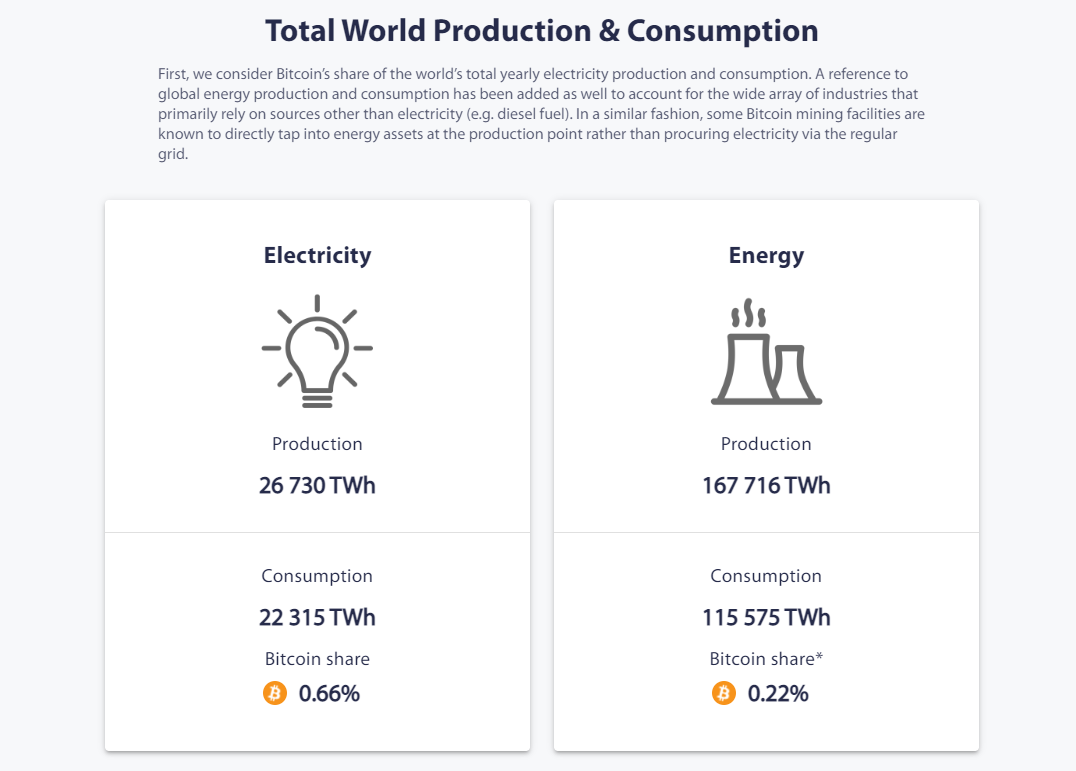 Total World Production & Consumption
First, we consider Bitcoin’s share of the world’s total yearly electricity production and consumption. A reference to
global energy production and consumption has been added as well to account for the wide array of industries that
primarily rely on sources other than electricity (e.g. diesel fuel). In a similar fashion, some Bitcoin mining facilities are
known to directly tap into energy assets at the production point rather than procuring electricity via the regular
grid.
Electricity
Production
26 730 TWh
Consumption
22 315 TWh
Bitcoin share
0.66%
Energy
Production
167 716 TWh
Consumption
115 575 TWh
Bitcoin share*
0.22%